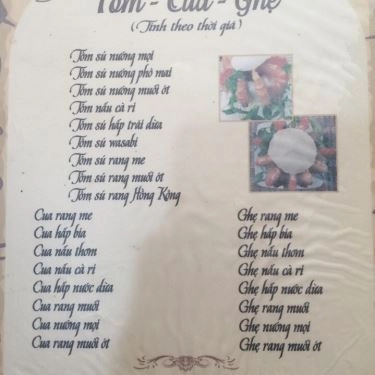 Tôm - Cua - Ghẹ
(Tính theo thời giá)
Tôm sú nướng mọi
Tôm sú nướng phô mai
Tôm sú nướng muối ớt
Tôm nấu cà ri
Tôm sú hấp trái dừa
Tôm sú wasabi
Tôm sú rang me
Tôm sú rang muối ớt
Tôm sú rang Hồng Kông
Cua rang me
Cua hấp bia
Cua nấu thơm
Cua nấu cà ri
Cua hấp nước dừa
Cua rang muối
Cua nướng mọi
Cua rang muối ớt
Ghẹ rang me
Ghẹ hấp bia
Ghẹ nấu thơm
Ghẹ nấu cà ri
Ghẹ hấp nước dừa
Ghẹ rang muối
Ghẹ nướng mọi
Ghẹ rang muối ớt